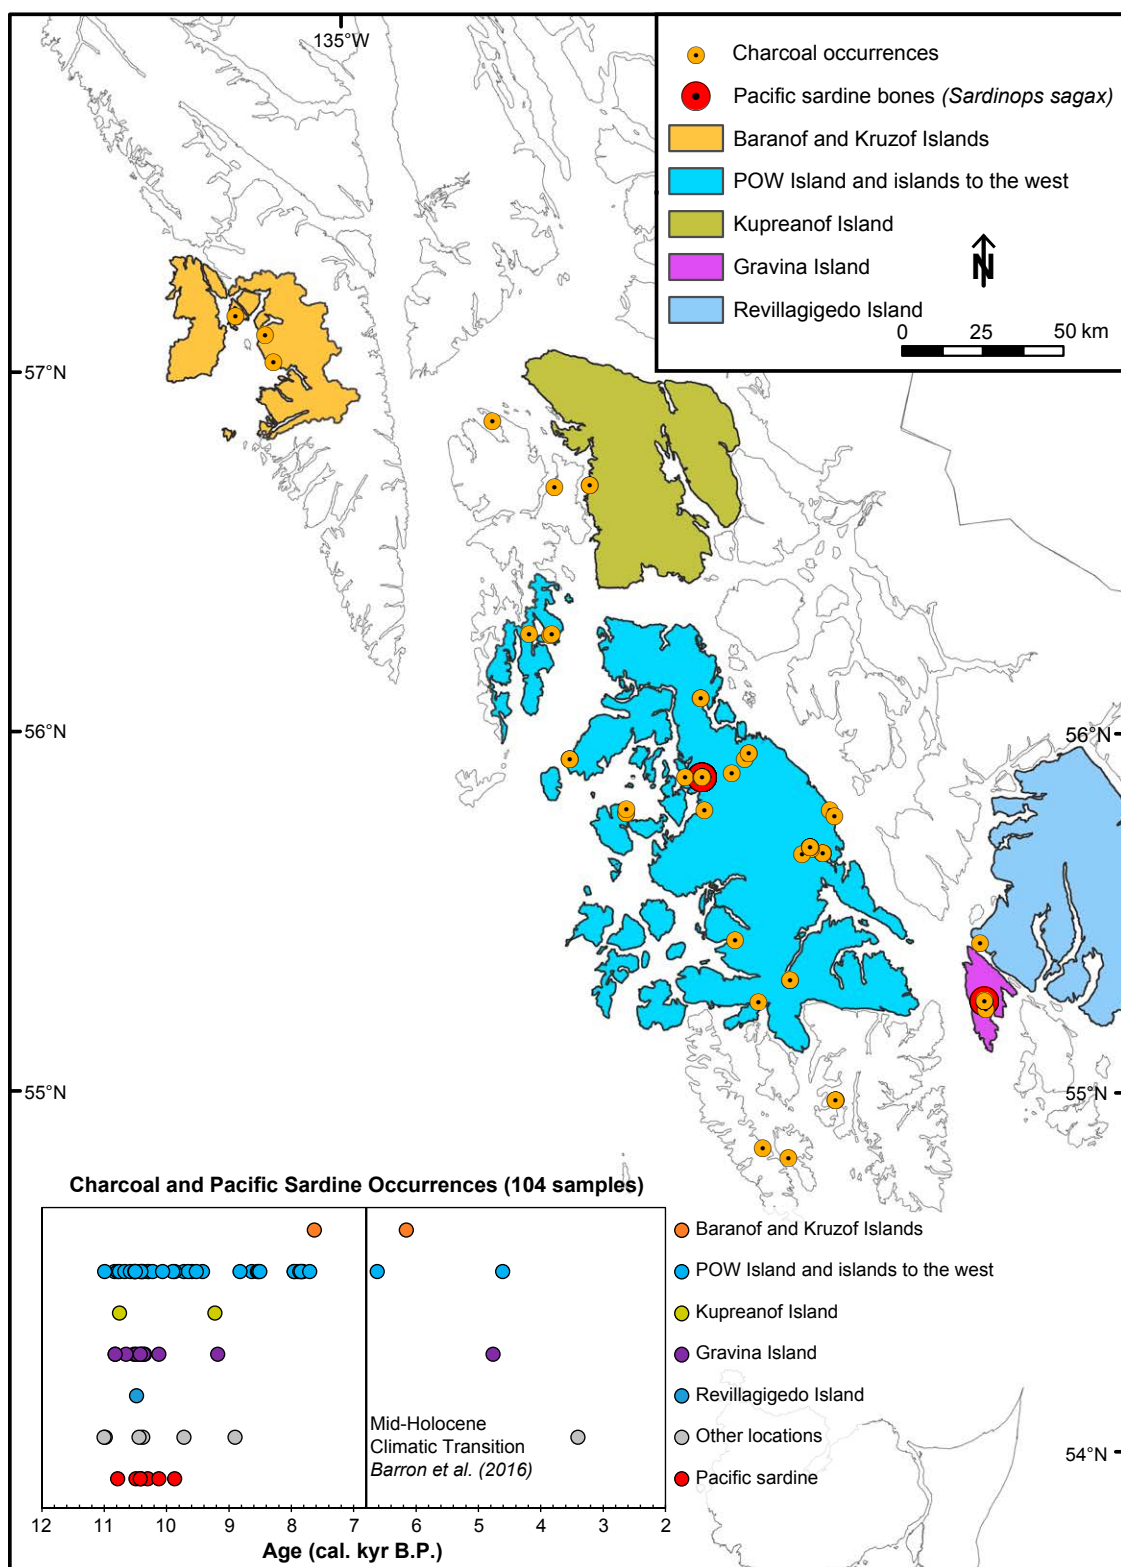 135°W
Charcoal occurrences
Pacific sardine bones (Sardinops sagax)
Baranof and Kruzof Islands
POW Island and islands to the west
Kupreanof Island
Gravina Island
Revillagigedo Island
N
0 25 50 km
57°N
56°N 56°N
55°N 55°N
54°N
Charcoal and Pacific Sardine Occurrences (104 samples)
Baranof and Kruzof Islands
POW Island and islands to the west
Kupreanof Island
Gravina Island
Revillagigedo Island
Other locations
Pacific sardine
Mid-Holocene
Climatic Transition
Barron et al. (2016)
12 11 10 9 8 7 6 5 4 3 2
Age (cal. kyr B.P.)